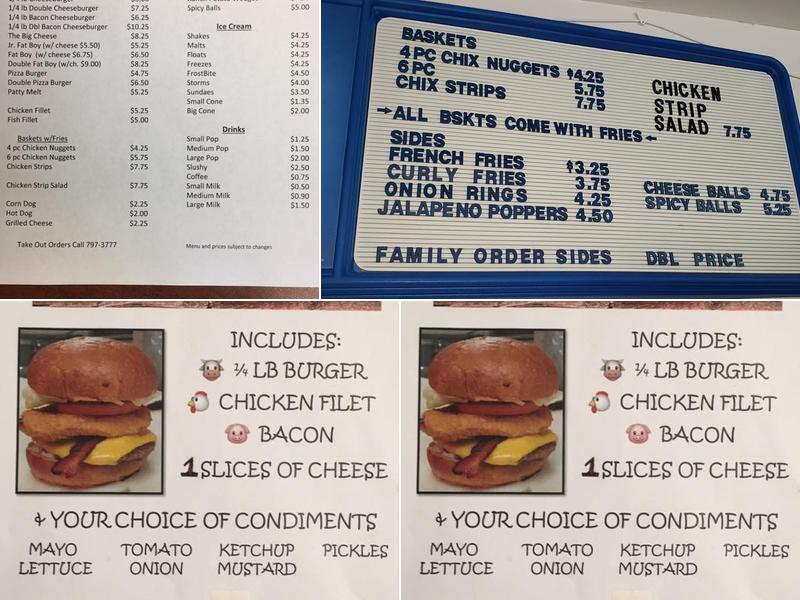 1/4 lb Double Cheeseburger $7.25
1/4 lb Bacon Cheeseburger $6.25
1/4 lb Dbl Bacon Cheeseburger $10.25
The Big Cheese $8.25
Jr. Fat Boy (w/ cheese $5.50) $5.25
Fat Boy (w/ cheese $6.75) $6.50
Double Fat Boy (w/ch. $9.00) $8.25
Pizza Burger $4.75
Double Pizza Burger $6.50
Patty Melt $5.25
Chicken Fillet $5.25
Fish Fillet $5.00
Baskets w/Fries
4 pc Chicken Nuggets $4.25
6 pc Chicken Nuggets $5.75
Chicken Strips $7.75
Chicken Strip Salad $7.75
Corn Dog $2.25
Hot Dog $2.00
Grilled Cheese $2.25
Take Out Orders Call 797-3777
Spicy Balls $5.00
Ice Cream
Shakes $4.25
Malts $4.25
Floats $4.25
Freezes $4.25
FrostBite $4.50
Storms $4.00
Sundaes $3.50
Small Cone $1.35
Big Cone $2.00
Drinks
Small Pop $1.25
Medium Pop $1.50
Large Pop $2.00
Slushy $2.50
Coffee $0.75
Small Milk $0.50
Medium Milk $0.90
Large Milk $1.50
Menu and prices subject to changes
BASKETS
4 PC CHIX NUGGETS $4.25
6 PC 5.75
CHIX STRIPS 7.75
CHICKEN
STRIP
SALAD 7.75
→ALL BSKTS COME WITH FRIES←
SIDES
FRENCH FRIES $3.25
CURLY FRIES 3.75
ONION RINGS 4.25
JALAPENO POPPERS 4.50
CHEESE BALLS 4.75
SPICY BALLS 5.25
FAMILY ORDER SIDES DBL PRICE
INCLUDES:
¼ LB BURGER
CHICKEN FILET
BACON
1 SLICES OF CHEESE
& YOUR CHOICE OF CONDIMENTS
MAYO TOMATO KETCHUP PICKLES
LETTUCE ONION MUSTARD
INCLUDES:
¼ LB BURGER
CHICKEN FILET
BACON
1 SLICES OF CHEESE
& YOUR CHOICE OF CONDIMENTS
MAYO TOMATO KETCHUP PICKLES
LETTUCE ONION MUSTARD